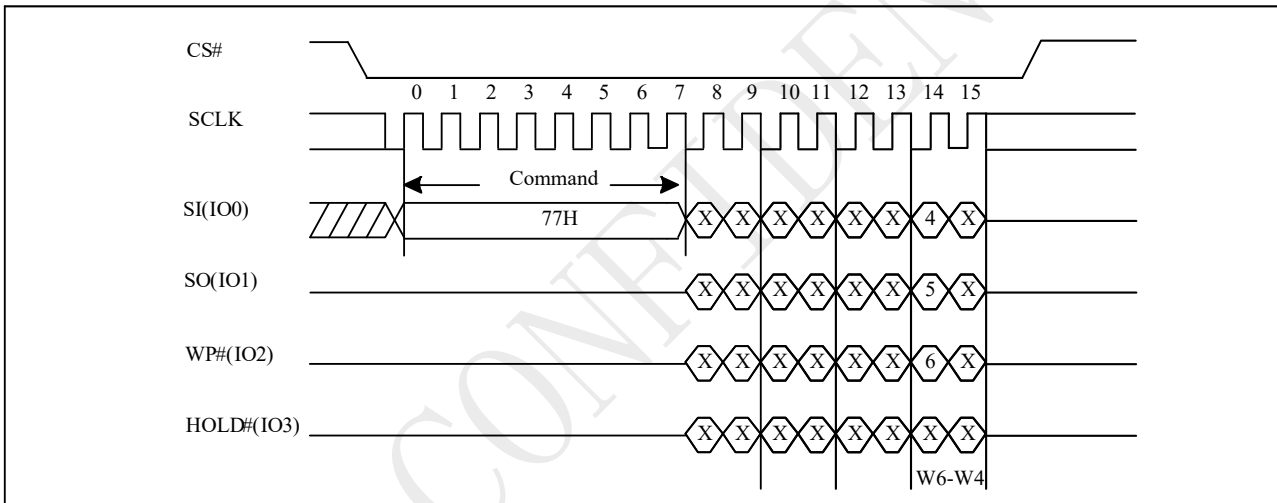 CS#
0 1 2 3 4 5 6 7 8 9 10 11 12 13 14 15
SCLK
Command
SI(IO0) 77H X X X X X X 4 X
SO(IO1) X X X X X X 5 X
WP#(IO2) X X X X X X 6 X
HOLD#(IO3) X X X X X X X X
W6-W4
CONFIDEN